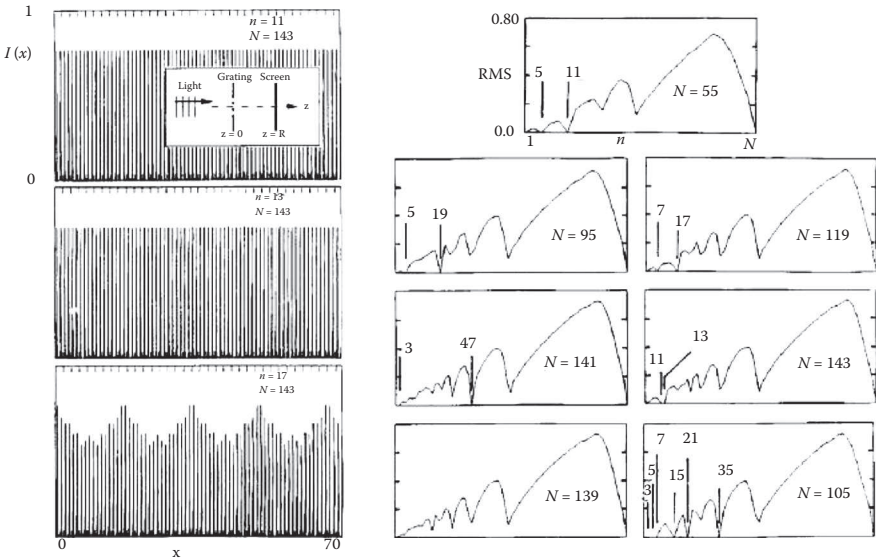 1
n = 11
N = 143
I (x)
Grating Screen
Light
z
z = 0 z = R
0
n = 13
N = 143
n = 17
N = 143
0 70
x
0.80
RMS
5 11
N = 55
0.0
1 n N
5 19
N = 95
7 17
N = 119
3 47
N = 141
11 13
N = 143
N = 139
3 5 7 15 21 35
N = 105